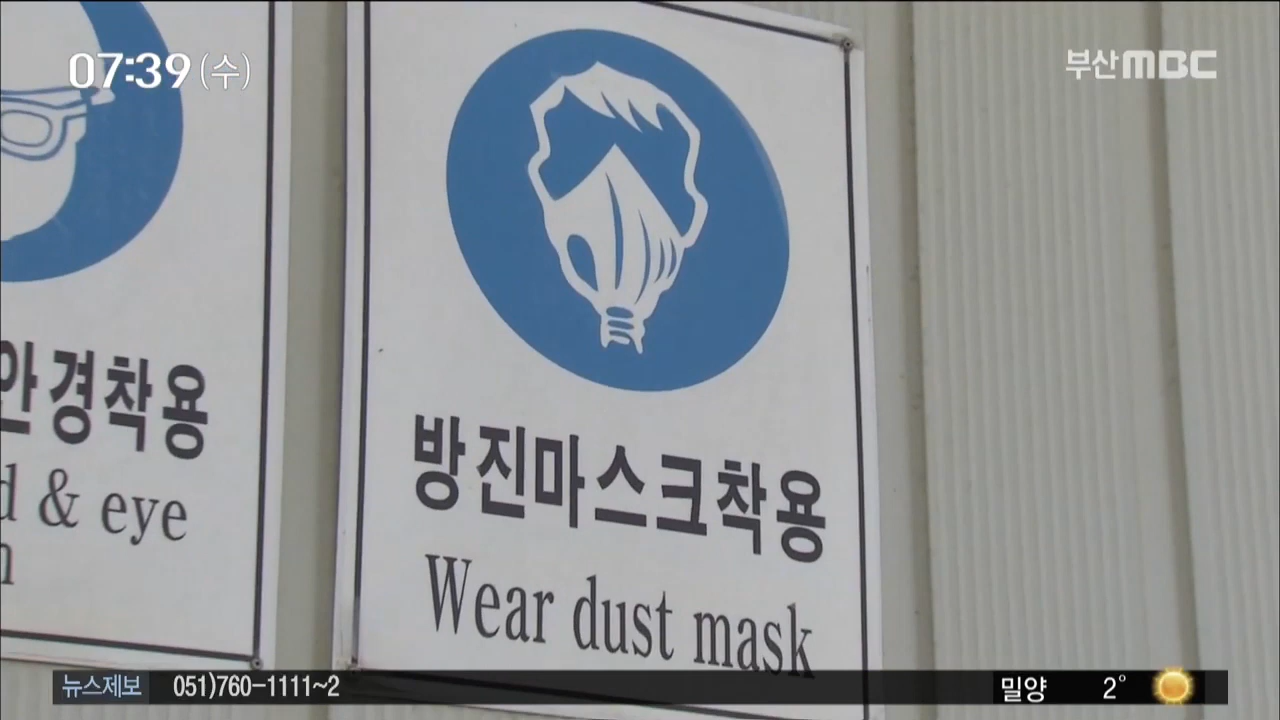 07:39(수)
부산MBC
안경착용
d & eye
n
방진마스크착용
Wear dust mask
뉴스제보 051)760-1111~2
밀양 2°